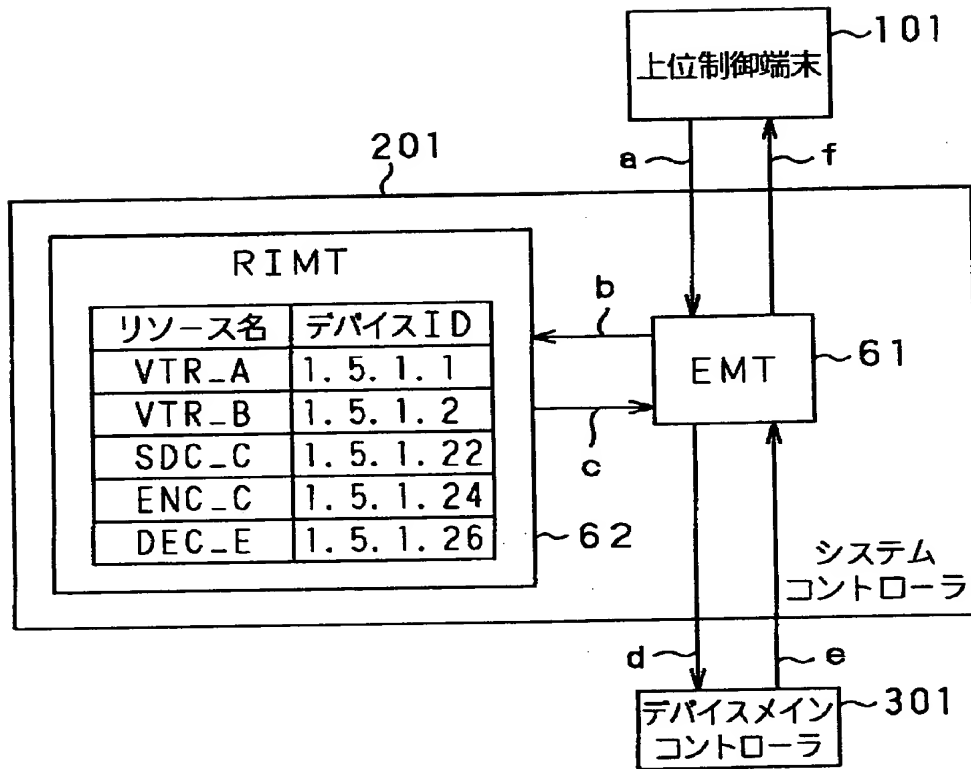 101
上位制御端末
201
a
f
RIMT
リソース名 デバイスID
VTR_A 1.5.1.1
VTR_B 1.5.1.2
SDC_C 1.5.1.22
ENC_C 1.5.1.24
DEC_E 1.5.1.26
62
b
c
EMT
61
システム
コントローラ
d
e
デバイスメイン
コントローラ
301